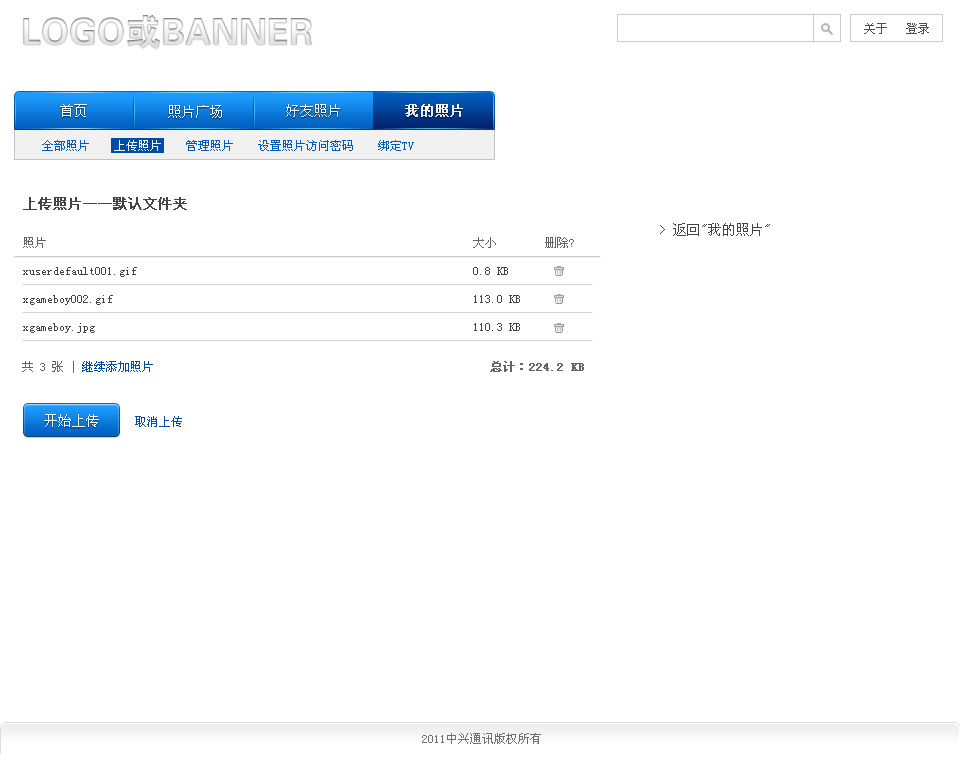 LOGO或BANNER
关于 登录
首页 照片广场 好友照片 我的照片
全部照片 上传照片 管理照片 设置照片访问密码 绑定TV
上传照片——默认文件夹
返回"我的照片"
照片 大小 删除?
xuserdefault001.gif 0.8 KB
xgameboy002.gif 113.0 KB
xgameboy.jpg 110.3 KB
共 3 张 | 继续添加照片 总计：224.2 KB
开始上传 取消上传
2011中兴通讯版权所有